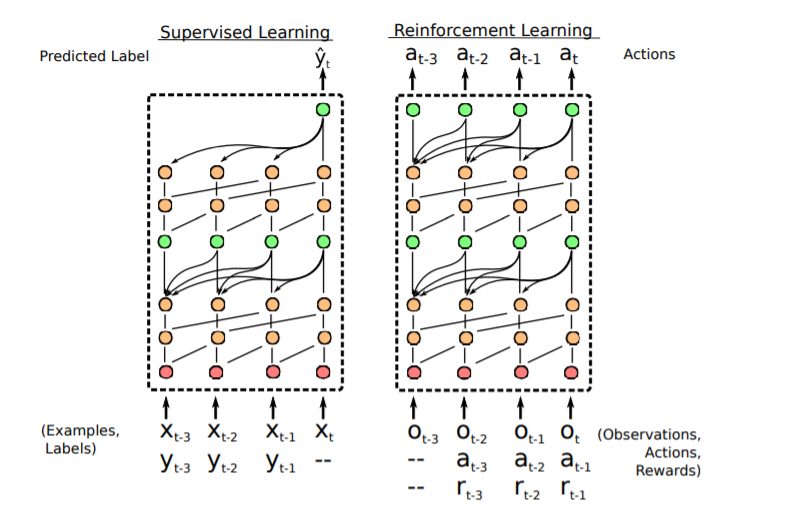 Supervised Learning
Reinforcement Learning
Predicted Label
ŷt
at-3 at-2 at-1 at
Actions
(Examples,
Labels)
xt-3 xt-2 xt-1 xt
yt-3 yt-2 yt-1 --
ot-3 ot-2 ot-1 ot
-- at-3 at-2 at-1
-- rt-3 rt-2 rt-1
(Observations,
Actions,
Rewards)